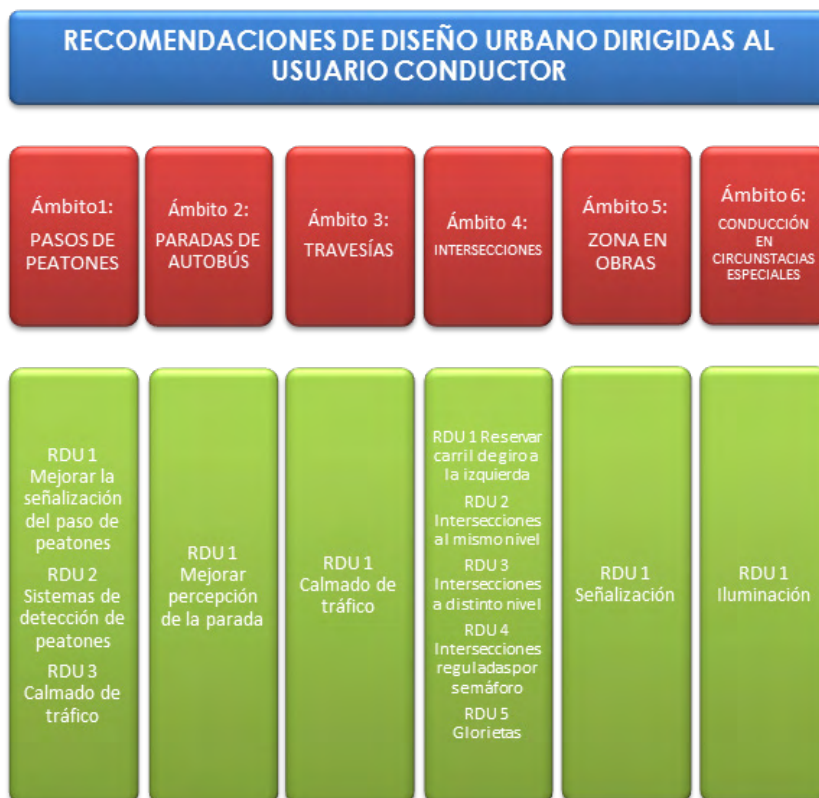 RECOMENDACIONES DE DISEÑO URBANO DIRIGIDAS AL
USUARIO CONDUCTOR
Ámbito1:
PASOS DE
PEATONES
Ámbito 2:
PARADAS DE
AUTOBÚS
Ámbito 3:
TRAVESÍAS
Ámbito 4:
INTERSECCIONES
Ámbito 5:
ZONA EN
OBRAS
Ámbito 6:
CONDUCCIÓN
EN
CIRCUNSTACIAS
ESPECIALES
RDU 1
Mejorar la
señalización
del paso de
peatones
RDU 2
Sistemas de
detección de
peatones
RDU 3
Calmado de
tráfico
RDU 1
Mejorar
percepción
de la parada
RDU 1
Calmado de
tráfico
RDU 1 Reservar
carril de giro a
la izquierda
RDU 2
Intersecciones
al mismo nivel
RDU 3
Intersecciones
a distinto nivel
RDU 4
Intersecciones
reguladas por
semáforo
RDU 5
Glorietas
RDU 1
Señalización
RDU 1
Iluminación